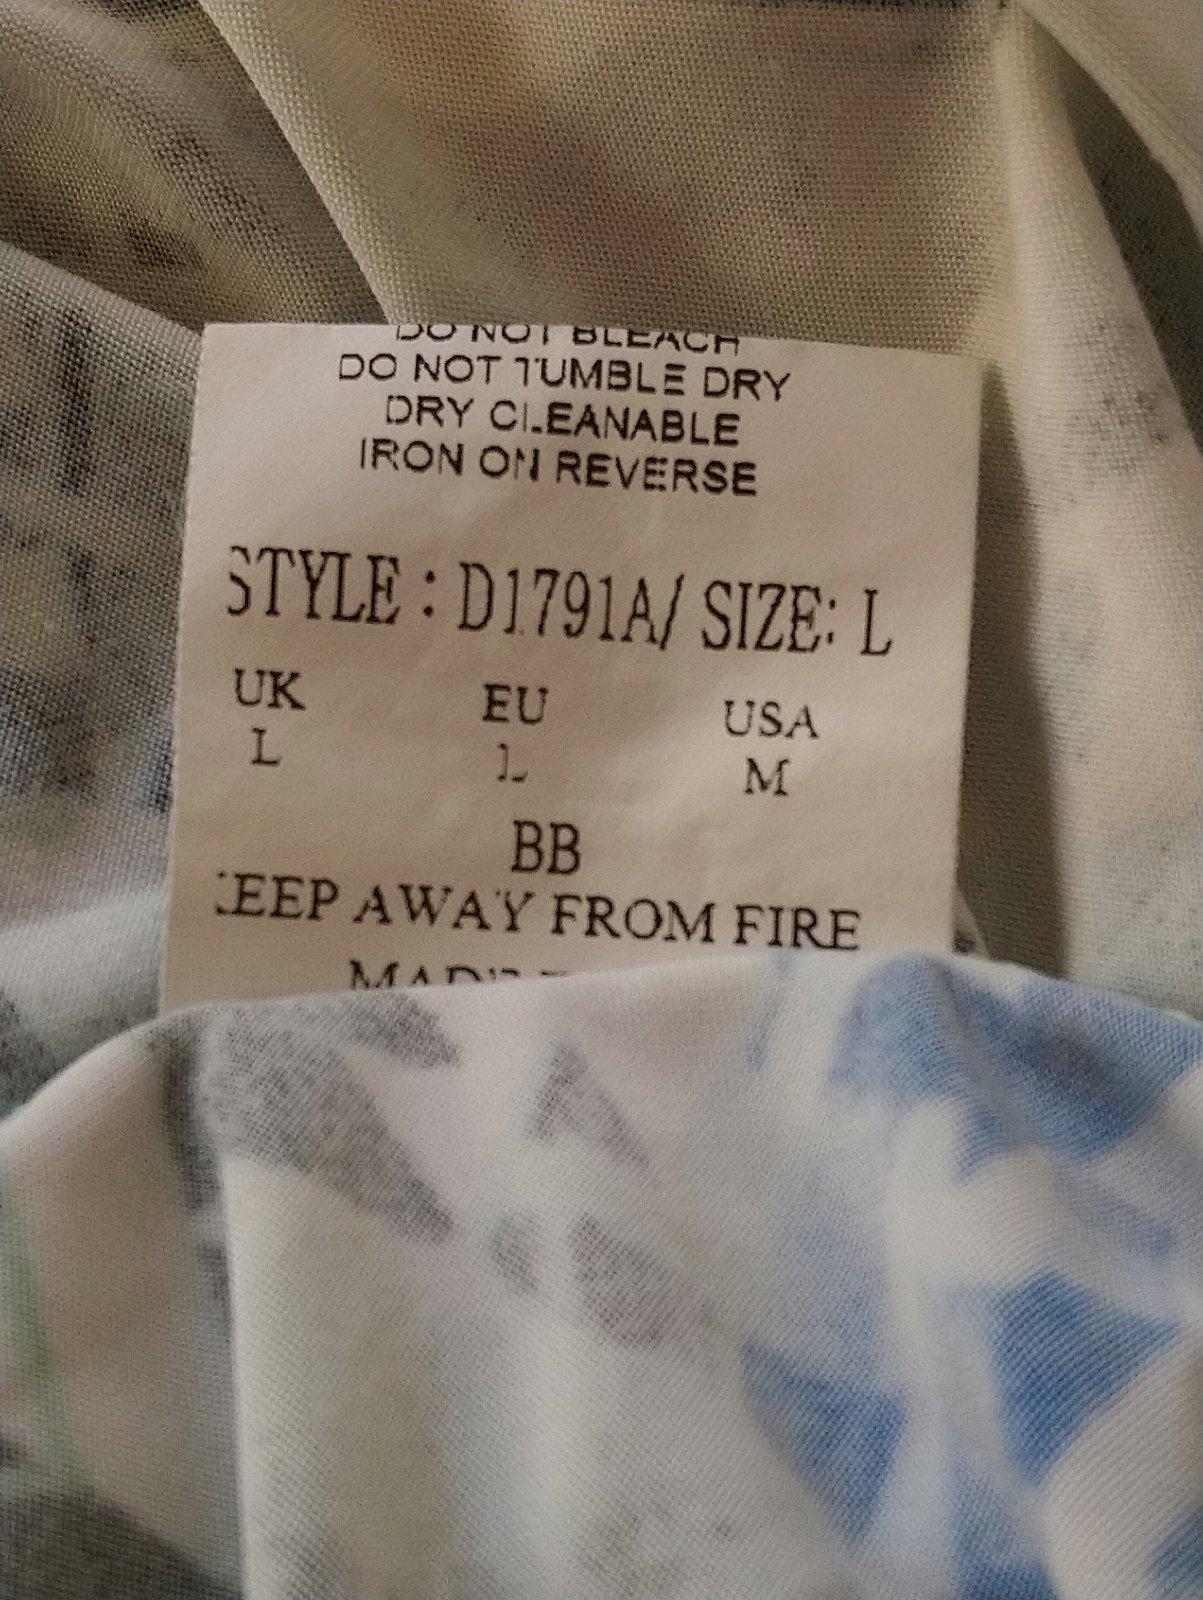 DO NOT BLEACH
DO NOT TUMBLE DRY
DRY CLEANABLE
IRON ON REVERSE
STYLE : D1791A/ SIZE: L
UK EU USA
L L M
BB
KEEP AWAY FROM FIRE